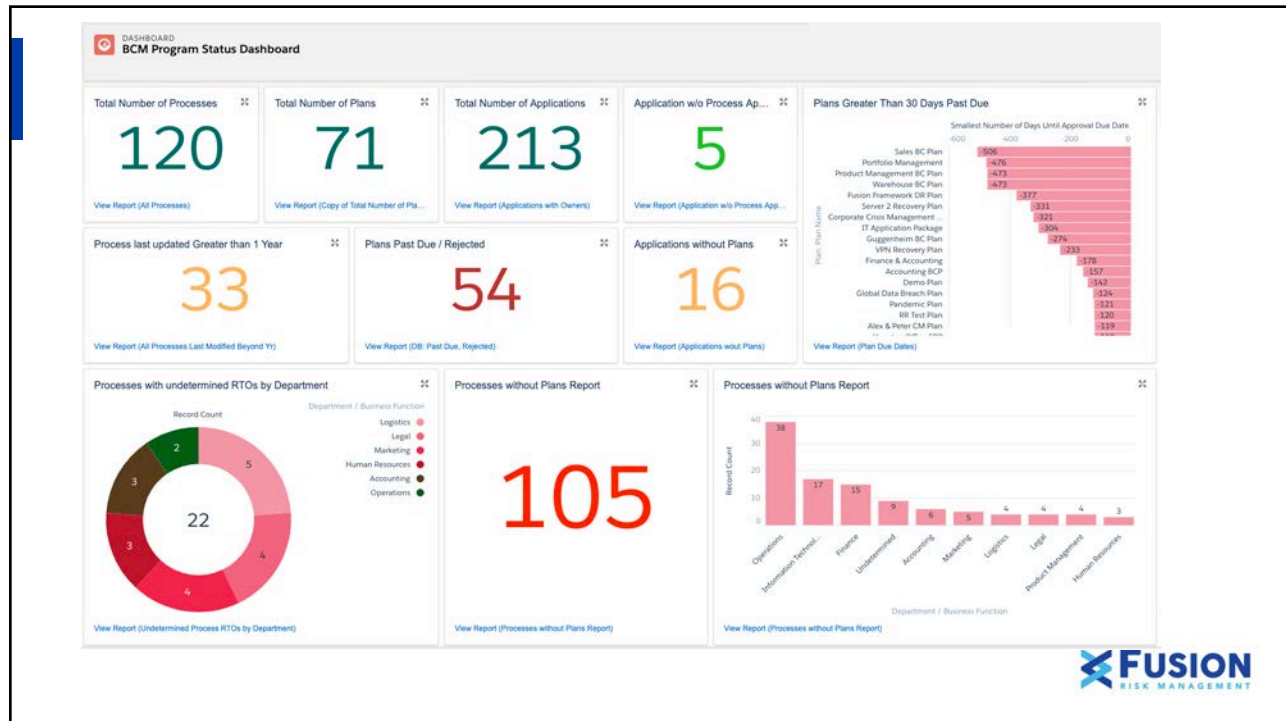 DASHBOARD
BCM Program Status Dashboard
Total Number of Processes
120
View Report (All Processes)
Total Number of Plans
71
View Report (Copy of Total Number of Pla...
Total Number of Applications
213
View Report (Applications with Owners)
Application w/o Process Ap...
5
View Report (Application w/o Process App...
Plans Greater Than 30 Days Past Due
Smallest Number of Days Until Approval Due Date
-600 -400 -200 0
Plan: Plan Name
Sales BC Plan -506
Portfolio Management -476
Product Management BC Plan -473
Warehouse BC Plan -473
Fusion Framework DR Plan -377
Server 2 Recovery Plan -331
Corporate Crisis Management ... -321
IT Application Package -304
Guggenheim BC Plan -274
VPN Recovery Plan -233
Finance & Accounting -178
Accounting BCP -157
Demo Plan -142
Global Data Breach Plan -124
Pandemic Plan -121
RR Test Plan -120
Alex & Peter CM Plan -119
View Report (Plan Due Dates)
Process last updated Greater than 1 Year
33
View Report (All Processes Last Modified Beyond Yr)
Plans Past Due / Rejected
54
View Report (DB: Past Due, Rejected)
Applications without Plans
16
View Report (Applications wout Plans)
Processes with undetermined RTOs by Department
Record Count
Department / Business Function
Logistics
Legal
Marketing
Human Resources
Accounting
Operations
5
4
4
3
3
2
22
View Report (Undetermined Process RTOs by Department)
Processes without Plans Report
105
View Report (Processes without Plans Report)
Processes without Plans Report
Record Count
40
30
20
10
0
38 17 15 9 6 5 4 4 4 3
Operations
Information Technol...
Finance
Undetermined
Accounting
Marketing
Logistics
Legal
Product Management
Human Resources
Department / Business Function
View Report (Processes without Plans Report)
FUSION
RISK MANAGEMENT